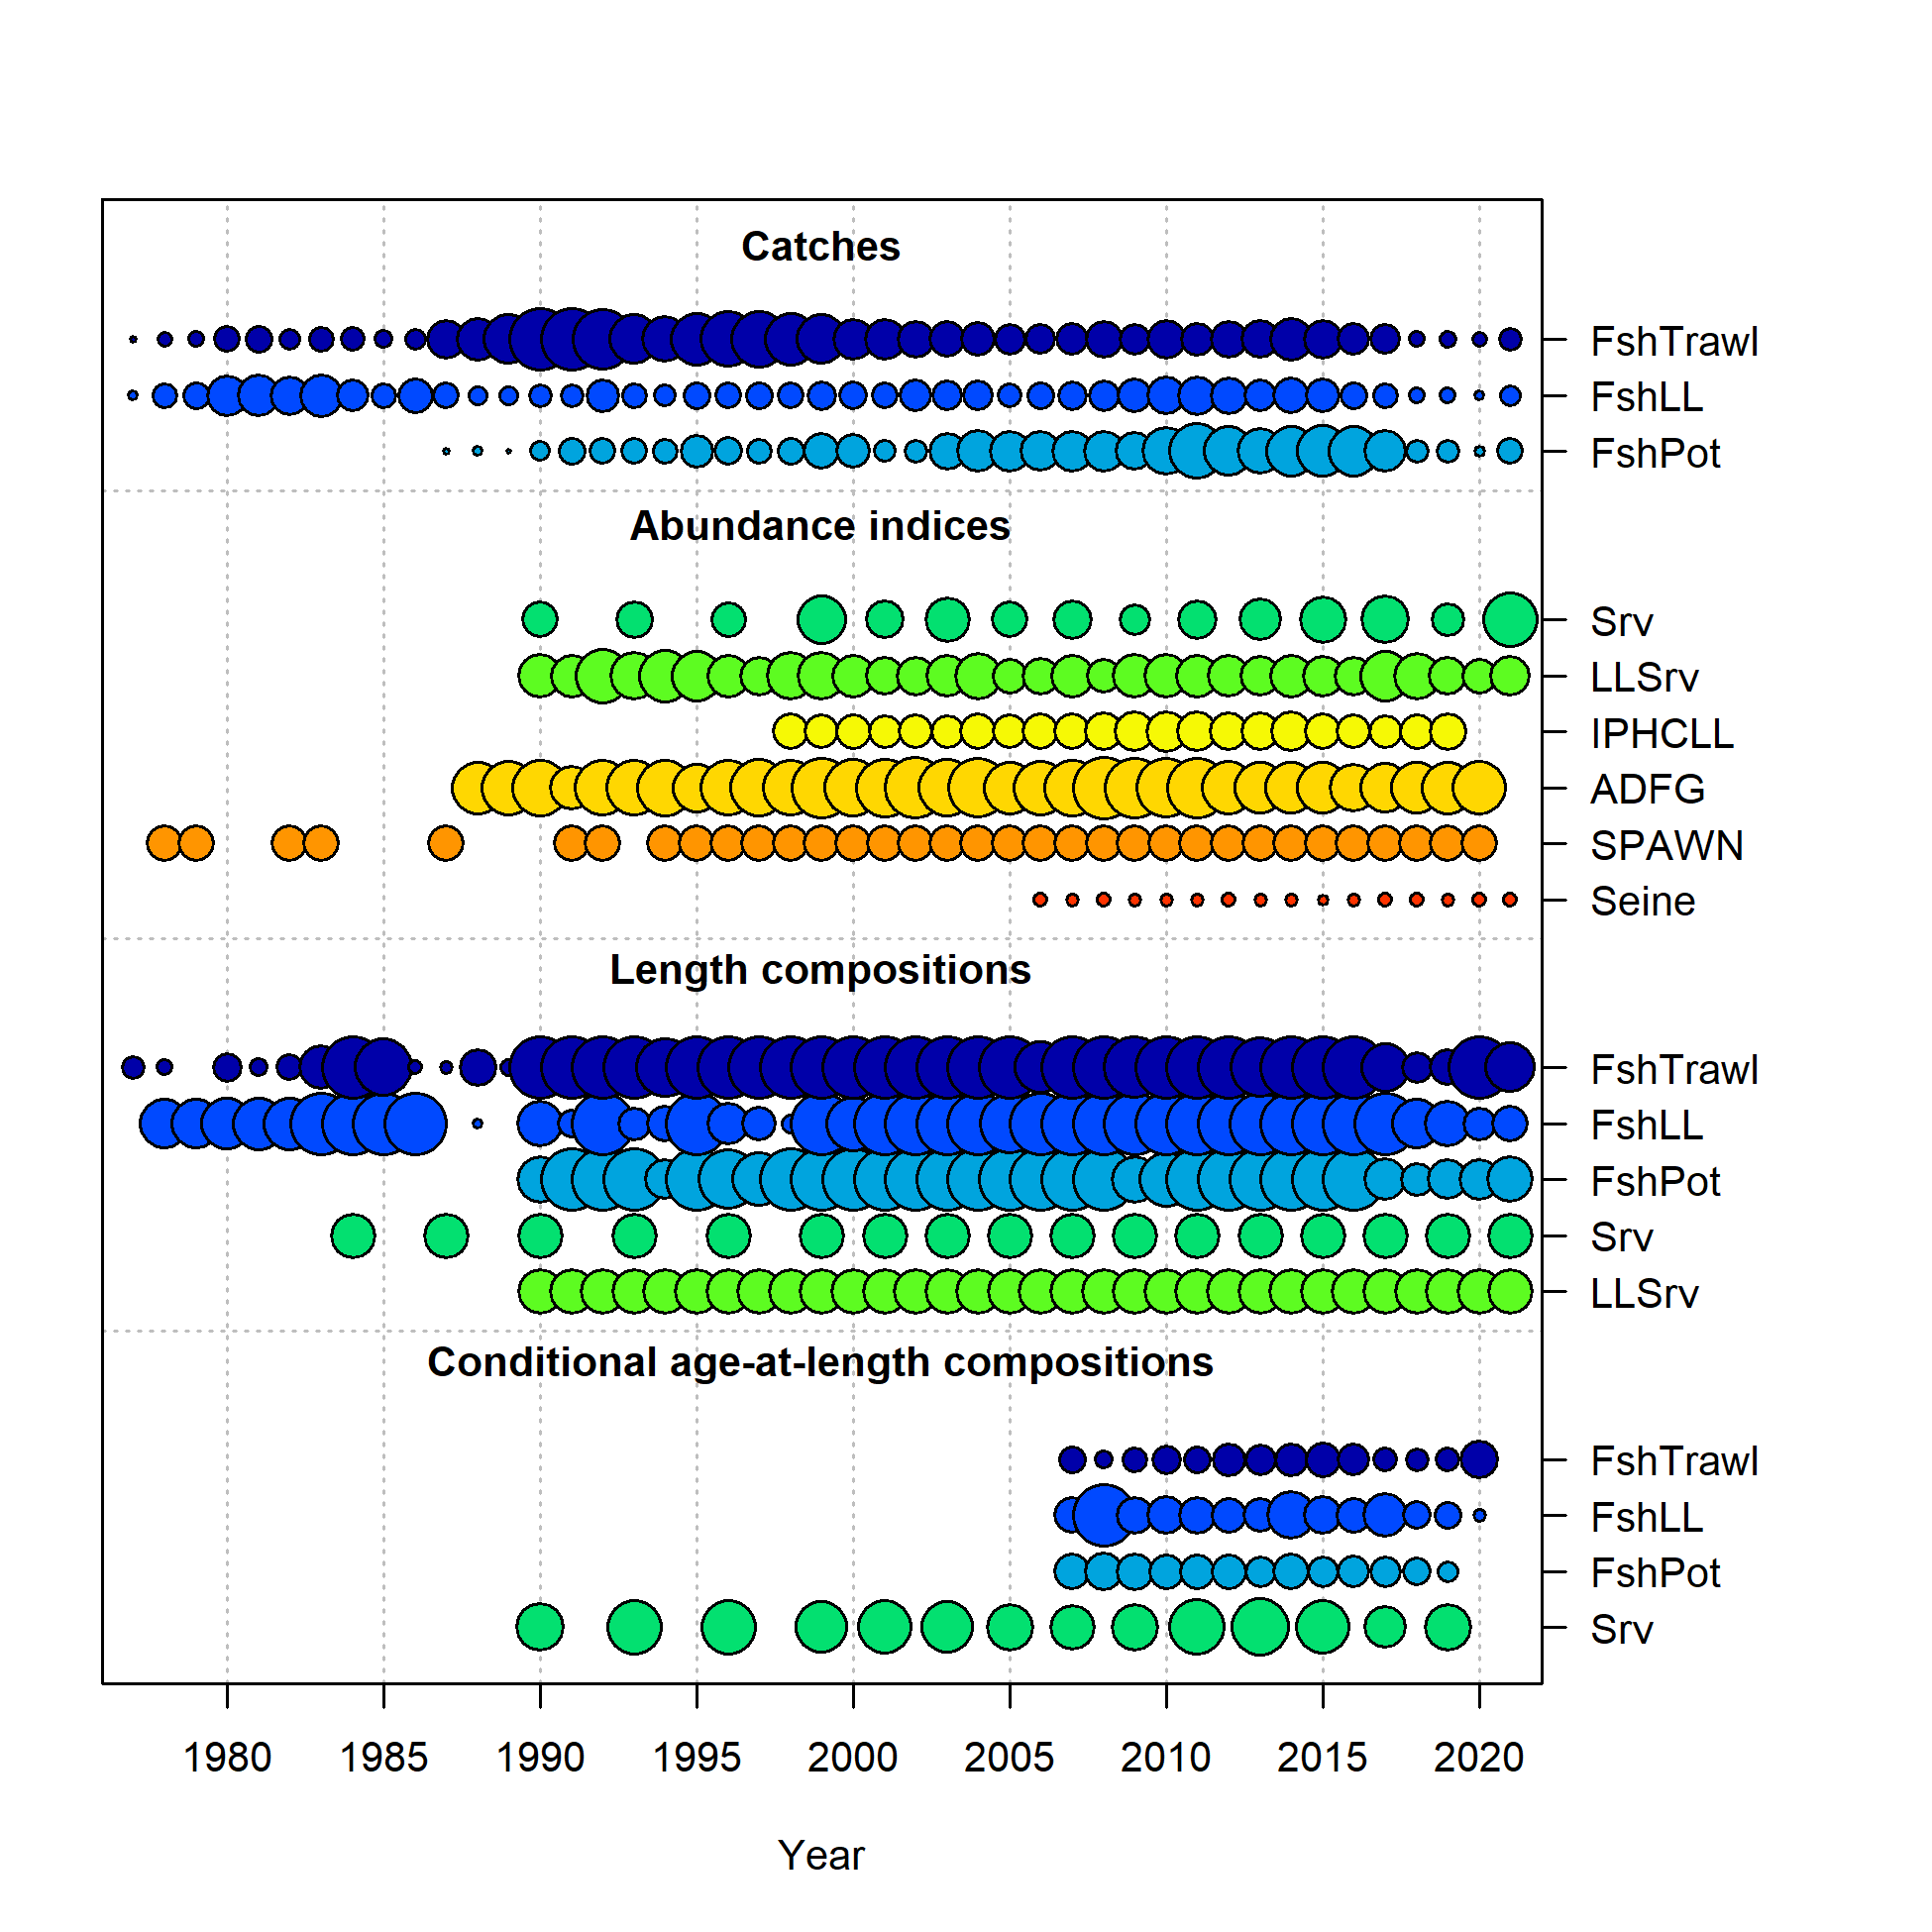 Catches
FshTrawl
FshLL
FshPot
Abundance indices
Srv
LLSrv
IPHCLL
ADFG
SPAWN
Seine
Length compositions
FshTrawl
FshLL
FshPot
Srv
LLSrv
Conditional age-at-length compositions
FshTrawl
FshLL
FshPot
Srv
1980 1985 1990 1995 2000 2005 2010 2015 2020
Year